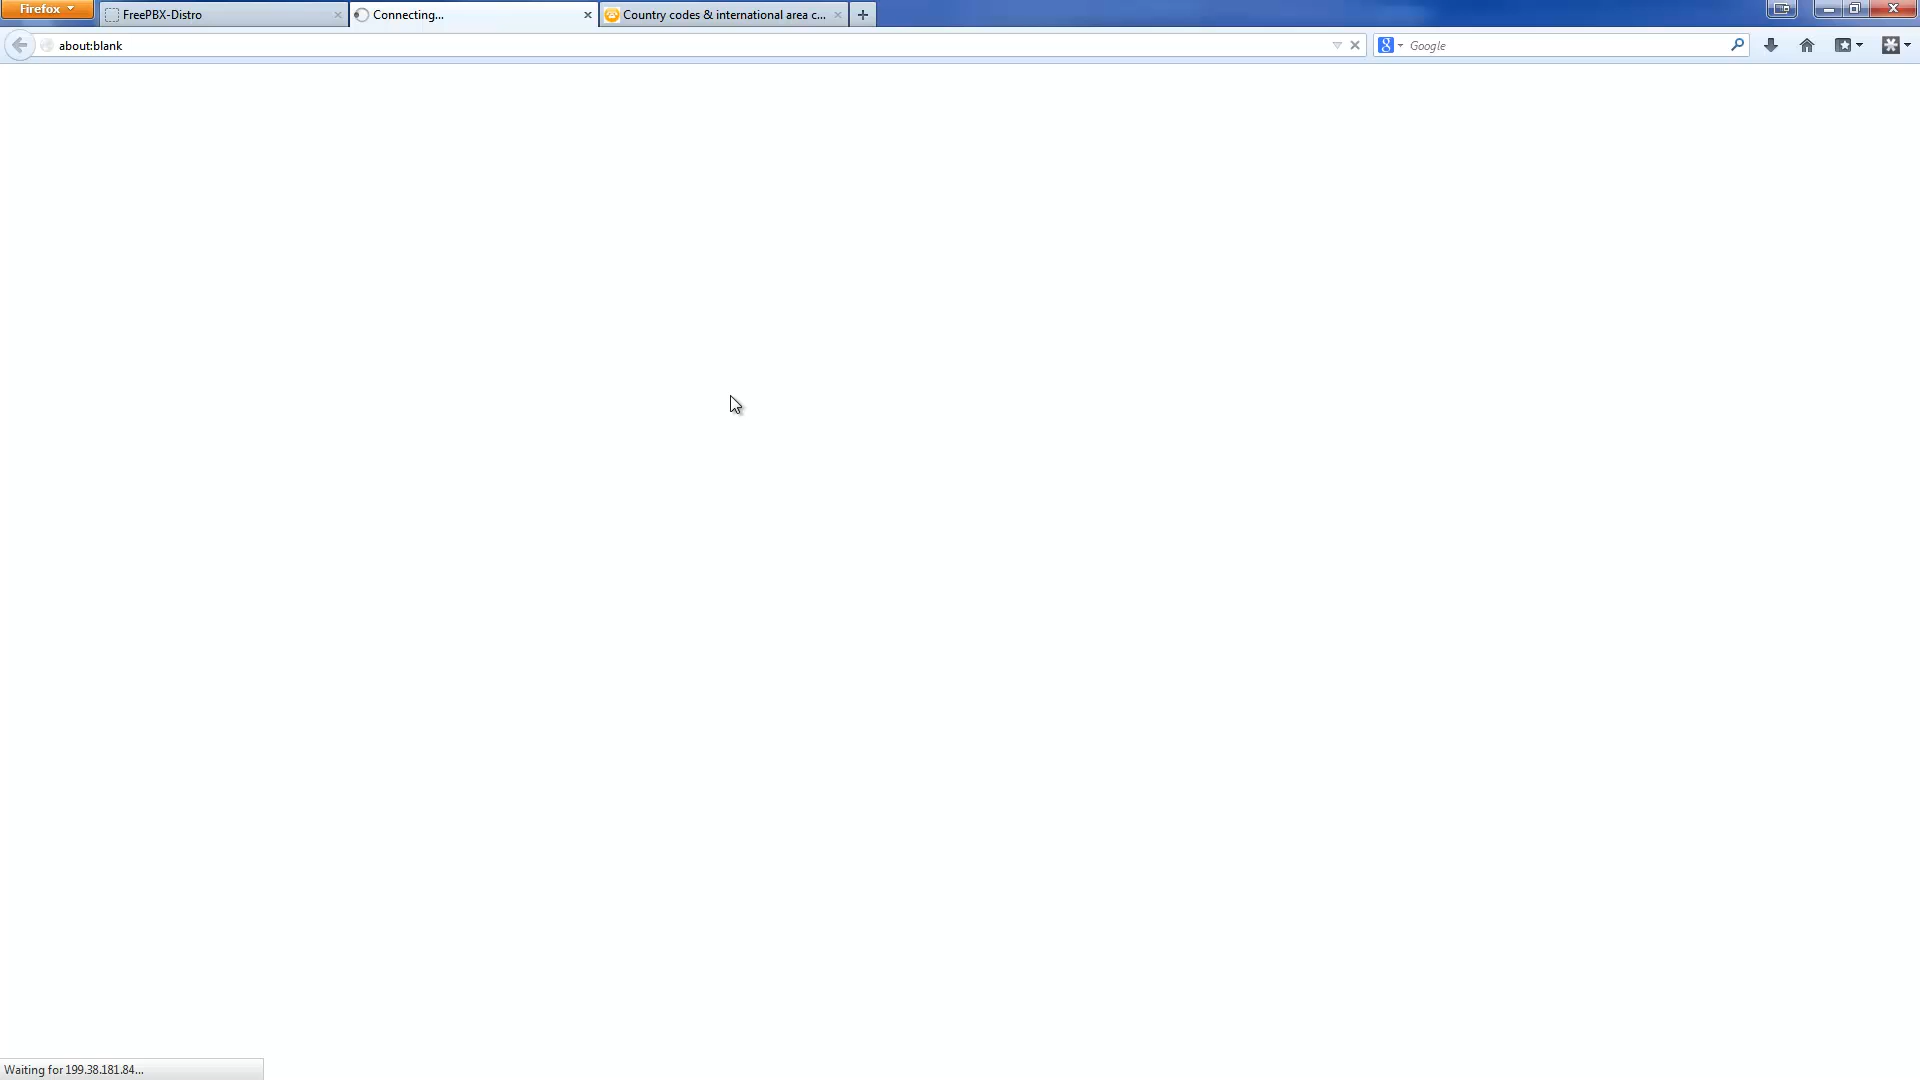 Firefox
FreePBX-Distro
Connecting...
Country codes & international area c...
about:blank
Google
Waiting for 199.38.181.84...